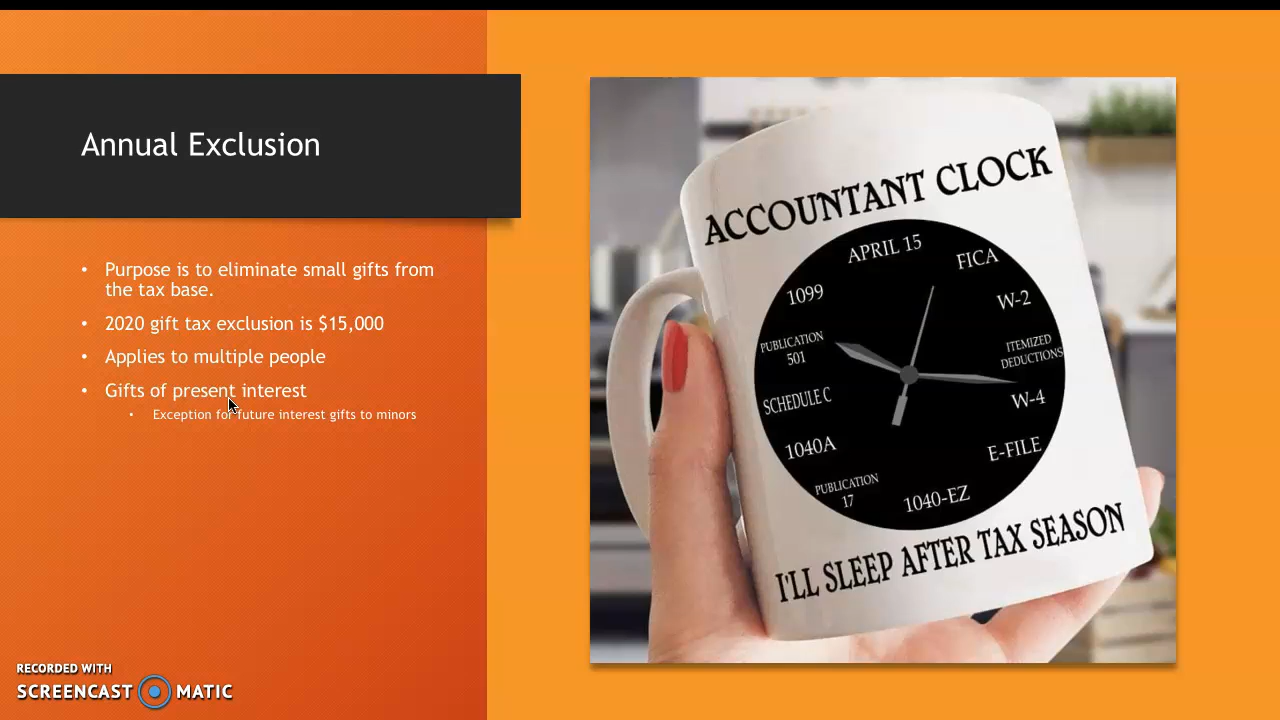 Annual Exclusion
• Purpose is to eliminate small gifts from
the tax base.
• 2020 gift tax exclusion is $15,000
• Applies to multiple people
• Gifts of present interest
• Exception for future interest gifts to minors
ACCOUNTANT CLOCK
APRIL 15
FICA
W-2
ITEMIZED
DEDUCTIONS
W-4
E-FILE
1040-EZ
PUBLICATION
17
1040A
SCHEDULE C
PUBLICATION
501
1099
I'LL SLEEP AFTER TAX SEASON
RECORDED WITH
SCREENCAST MATIC